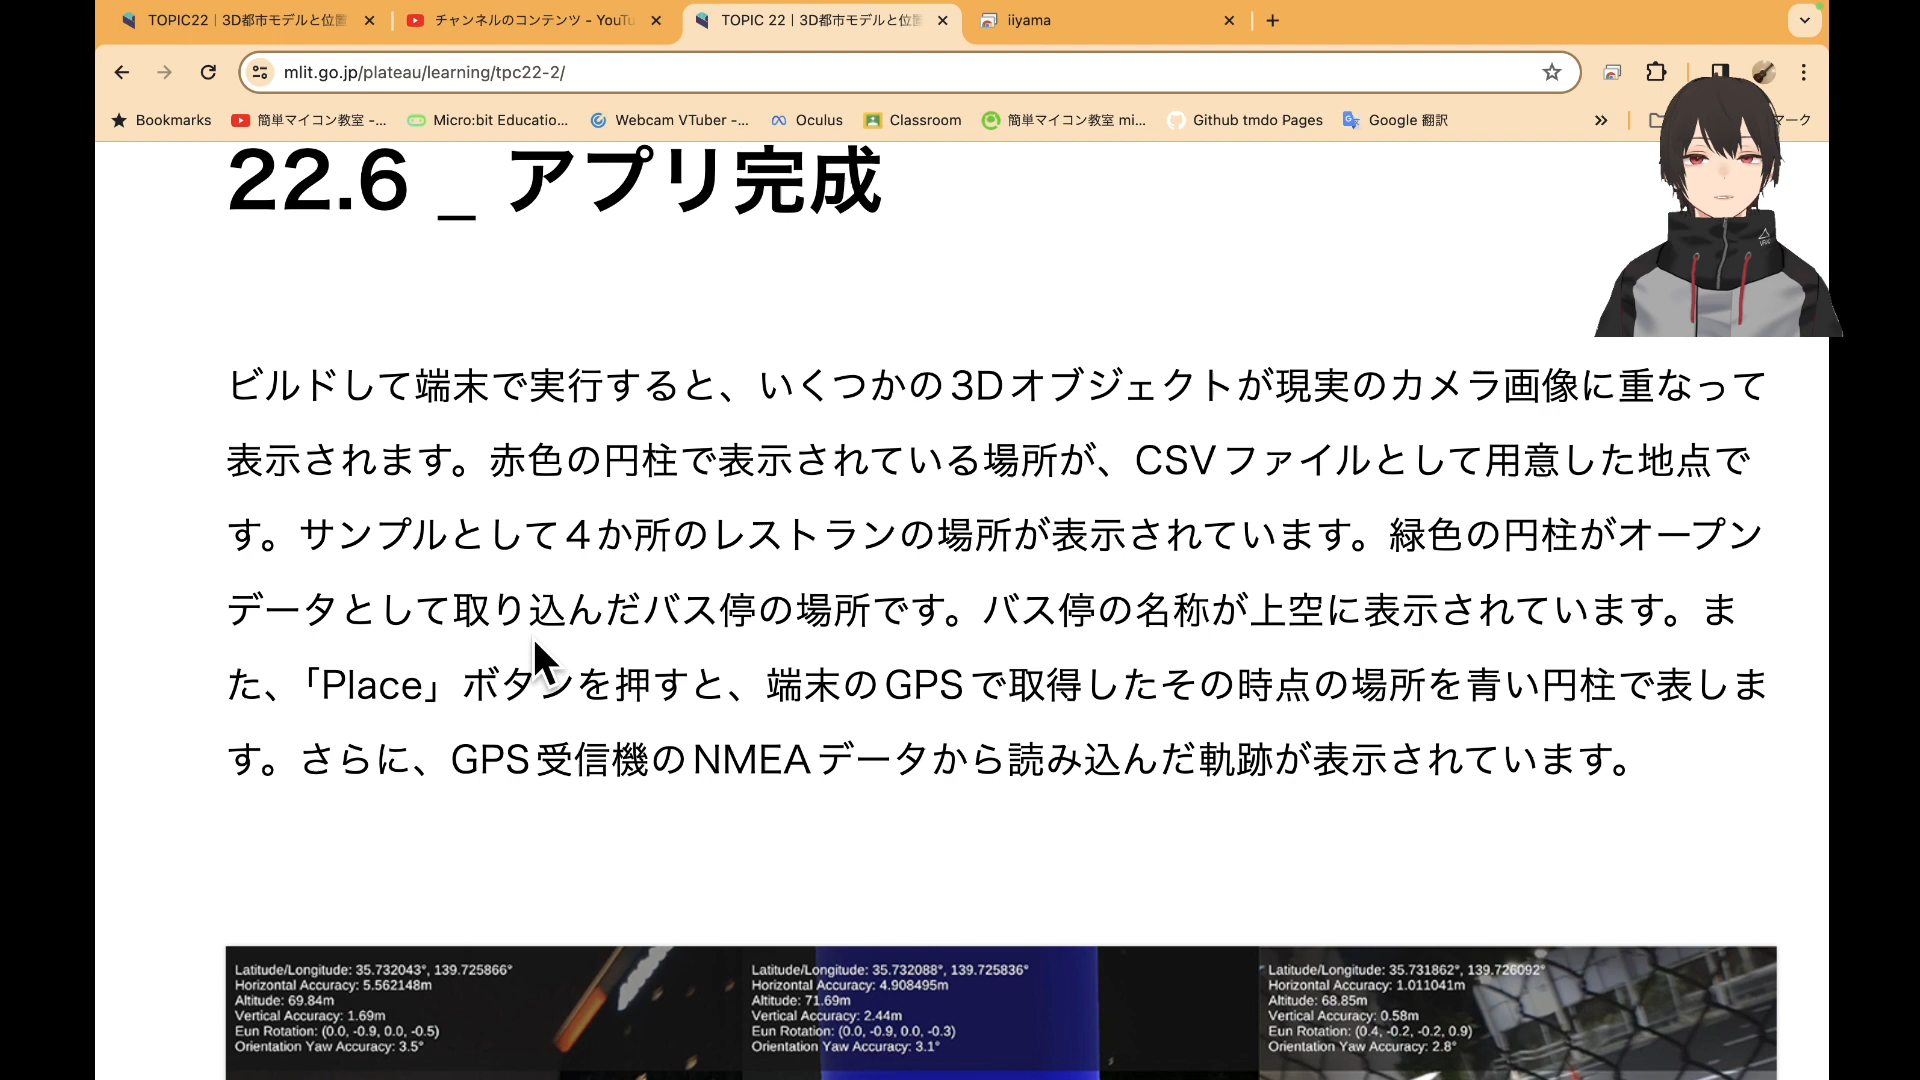 TOPIC22 | 3D都市モデルと位置
チャンネルのコンテンツ - YouTu
TOPIC 22 | 3D都市モデルと位置
iiyama
mlit.go.jp/plateau/learning/tpc22-2/
Bookmarks
簡単マイコン教室 -...
Micro:bit Educatio...
Webcam VTuber -...
Oculus
Classroom
簡単マイコン教室 mi...
Github tmdo Pages
Google 翻訳
マーク
22.6 _ アプリ完成
ビルドして端末で実行すると、いくつかの3Dオブジェクトが現実のカメラ画像に重なって
表示されます。赤色の円柱で表示されている場所が、CSVファイルとして用意した地点で
す。サンプルとして４か所のレストランの場所が表示されています。緑色の円柱がオープン
データとして取り込んだバス停の場所です。バス停の名称が上空に表示されています。ま
た、「Place」ボタンを押すと、端末のGPSで取得したその時点の場所を青い円柱で表しま
す。さらに、GPS受信機のNMEAデータから読み込んだ軌跡が表示されています。
Latitude/Longitude: 35.732043°, 139.725866°
Horizontal Accuracy: 5.562148m
Altitude: 69.84m
Vertical Accuracy: 1.69m
Eun Rotation: (0.0, -0.9, 0.0, -0.5)
Orientation Yaw Accuracy: 3.5°
Latitude/Longitude: 35.732088°, 139.725836°
Horizontal Accuracy: 4.908495m
Altitude: 71.69m
Vertical Accuracy: 2.44m
Eun Rotation: (0.0, -0.9, 0.0, -0.3)
Orientation Yaw Accuracy: 3.1°
Latitude/Longitude: 35.731862°, 139.726092°
Horizontal Accuracy: 1.011041m
Altitude: 68.85m
Vertical Accuracy: 0.58m
Eun Rotation: (0.4, -0.2, -0.2, 0.9)
Orientation Yaw Accuracy: 2.8°